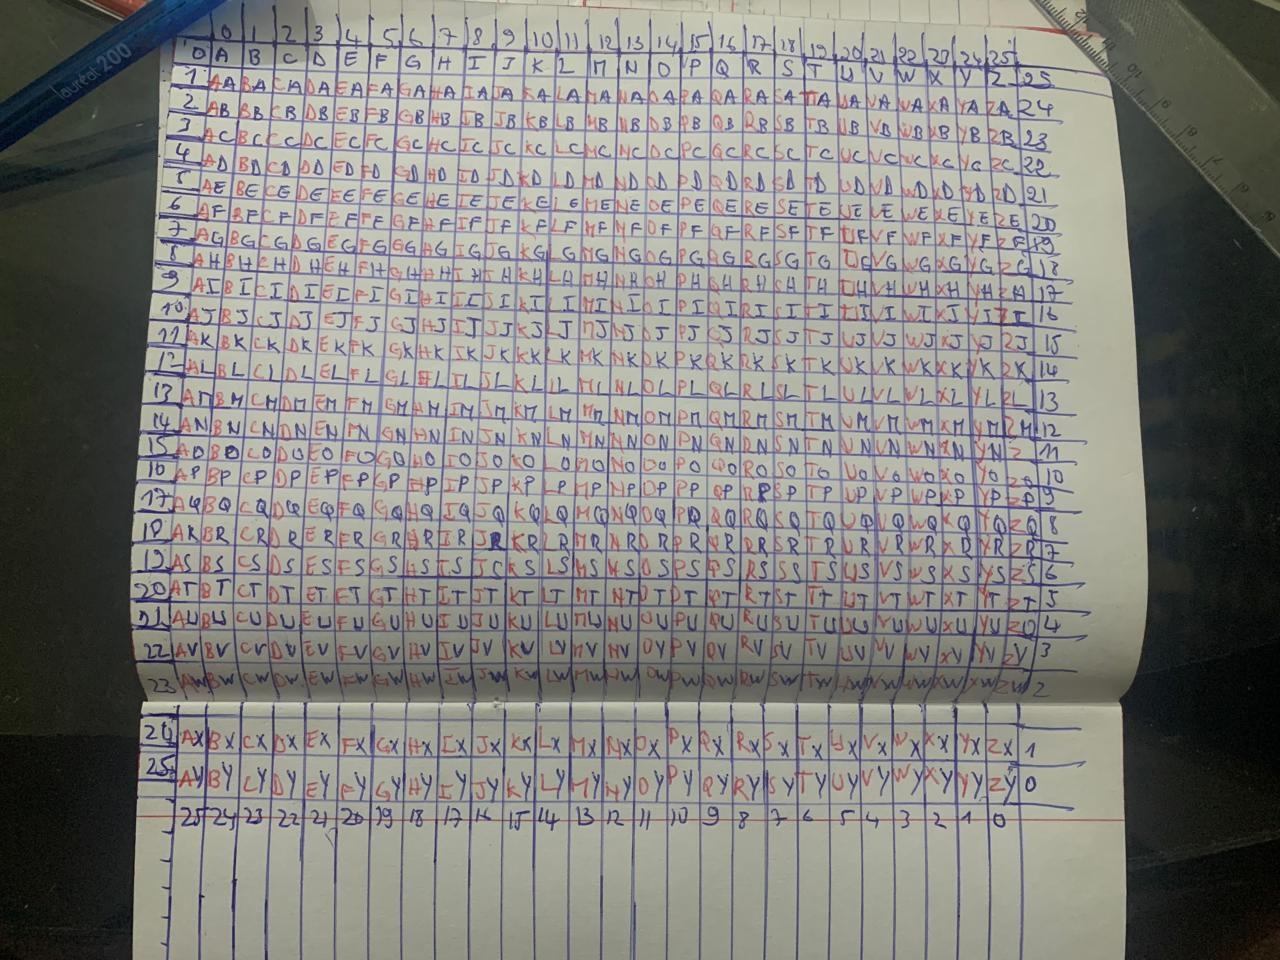 lauréat 200
0 1 2 3 4 5 6 7 8 9 10 11 12 13 14 15 16 17 18 19 20 21 22 23 24 25
0 A B C D E F G H I J K L M N O P Q R S T U V W X Y Z 25
1 AA BA CA DA EA FA GA HA IA JA KA LA MA NA OA PA QA RA SA TA UA VA WA XA YA ZA 24
2 AB BB CB DB EB FB GB HB IB JB KB LB MB NB OB PB QB RB SB TB UB VB WB XB YB ZB 23
3 AC BC CC DC EC FC GC HC IC JC KC LC MC NC OC PC QC RC SC TC UC VC WC XC YC ZC 22
4 AD BD CD DD ED FD GD HD ID JD KD LD MD ND OD PD QD RD SD TD UD VD WD XD YD ZD 21
5 AE BE CE DE EE FE GE HE IE JE KE LE ME NE OE PE QE RE SE TE UE VE WE XE YE ZE 20
6 AF BF CF DF EF FF GF HF IF JF KF LF MF NF OF PF QF RF SF TF UF VF WF XF YF ZF 19
7 AG BG CG DG EG FG GG HG IG JG KG LG MG NG OG PG QG RG SG TG UG VG WG XG YG ZG 18
8 AH BH CH DH EH FH GH HH IH JH KH LH MH NH OH PH QH RH SH TH UH VH WH XH YH ZH 17
9 AI BI CI DI EI FI GI HI II JI KI LI MI NI OI PI QI RI SI TI UI VI WI XI YI ZI 16
10 AJ BJ CJ DJ EJ FJ GJ HJ IJ JJ KJ LJ MJ NJ OJ PJ QJ RJ SJ TJ UJ VJ WJ XJ YJ ZJ 15
11 AK BK CK DK EK FK GK HK IK JK KK LK MK NK OK PK QK RK SK TK UK VK WK XK YK ZK 14
12 AL BL CL DL EL FL GL HL IL JL KL LL ML NL OL PL QL RL SL TL UL VL WL XL YL ZL 13
13 AM BM CM DM EM FM GM HM IM JM KM LM MM NM OM PM QM RM SM TM UM VM WM XM YM ZM 12
14 AN BN CN DN EN FN GN HN IN JN KN LN MN NN ON PN QN RN SN TN UN VN WN XN YN Z 11
15 AO BO CO DO EO FO GO HO IO JO KO LO MO NO OO PO QO RO SO TO UO VO WO XO YO 10
16 AP BP CP DP EP FP GP HP IP JP KP LP MP NP OP PP QP RP SP TP UP VP WP XP YP ZP 9
17 AQ BQ CQ DQ EQ FQ GQ HQ IQ JQ KQ LQ MQ NQ OQ PQ QQ RQ SQ TQ UQ VQ WQ XQ YQ ZQ 8
18 AR BR CR DR ER FR GR HR IR JR KR LR MR NR OR PR QR RR SR TR UR VR WR XR YR ZR 7
19 AS BS CS DS ES FS GS HS IS JS KS LS MS NS OS PS QS RS SS TS US VS WS XS YS ZS 6
20 AT BT CT DT ET FT GT HT IT JT KT LT MT NT OT PT QT RT ST TT UT VT WT XT YT ZT 5
21 AU BU CU DU EU FU GU HU IU JU KU LU MU NU OU PU QU RU SU TU UU VU WU XU YU ZU 4
22 AV BV CV DV EV FV GV HV IV JV KV LV MV NV OV PV QV RV SV TV UV VV WV XV YV ZV 3
23 AW BW CW DW EW FW GW HW IW JW KW LW MW NW OW PW QW RW SW TW UW VW WW XW XW ZW 2
24 AX BX CX DX EX FX GX HX IX JX KX LX MX NX OX PX QX RX SX TX UX VX WX XX YX ZX 1
25 AY BY CY DY EY FY GY HY IY JY KY LY MY NY OY PY QY RY SY TY UY VY WY XY YY ZY 0
25 24 23 22 21 20 19 18 17 16 15 14 13 12 11 10 9 8 7 6 5 4 3 2 1 0